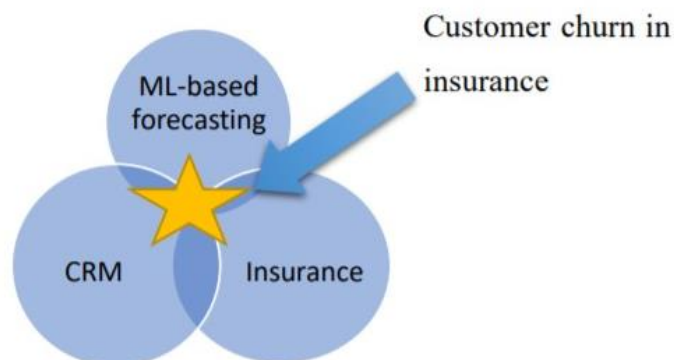 Customer churn in
insurance
ML-based
forecasting
CRM
Insurance